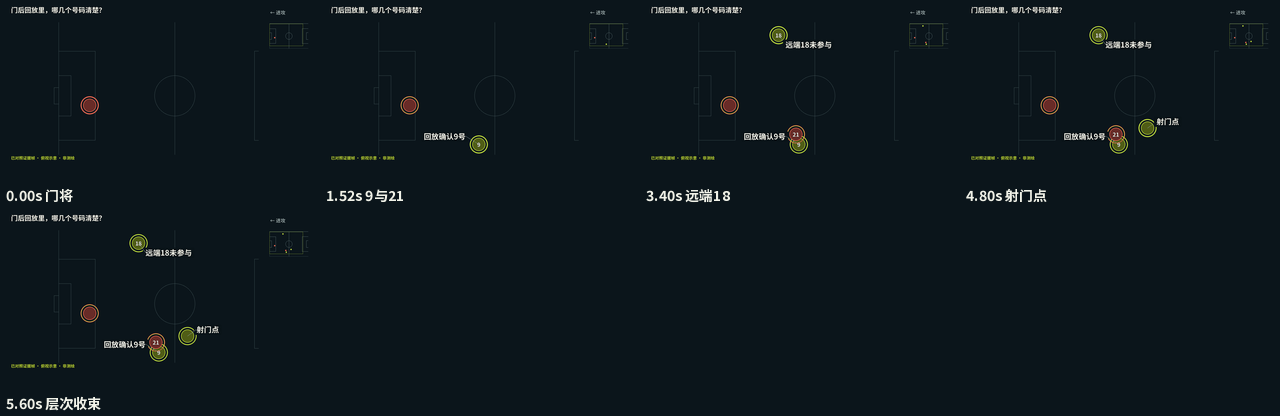 门后回放里，哪几个号码清楚？
← 进攻
0.00s 门将
门后回放里，哪几个号码清楚？
← 进攻
回放确认9号
9
1.52s 9与21
门后回放里，哪几个号码清楚？
← 进攻
18
远端18未参与
回放确认9号
21
9
3.40s 远端18
门后回放里，哪几个号码清楚？
← 进攻
18
远端18未参与
射门点
回放确认9号
21
9
4.80s 射门点
门后回放里，哪几个号码清楚？
← 进攻
18
远端18未参与
射门点
回放确认9号
21
9
5.60s 层次收束